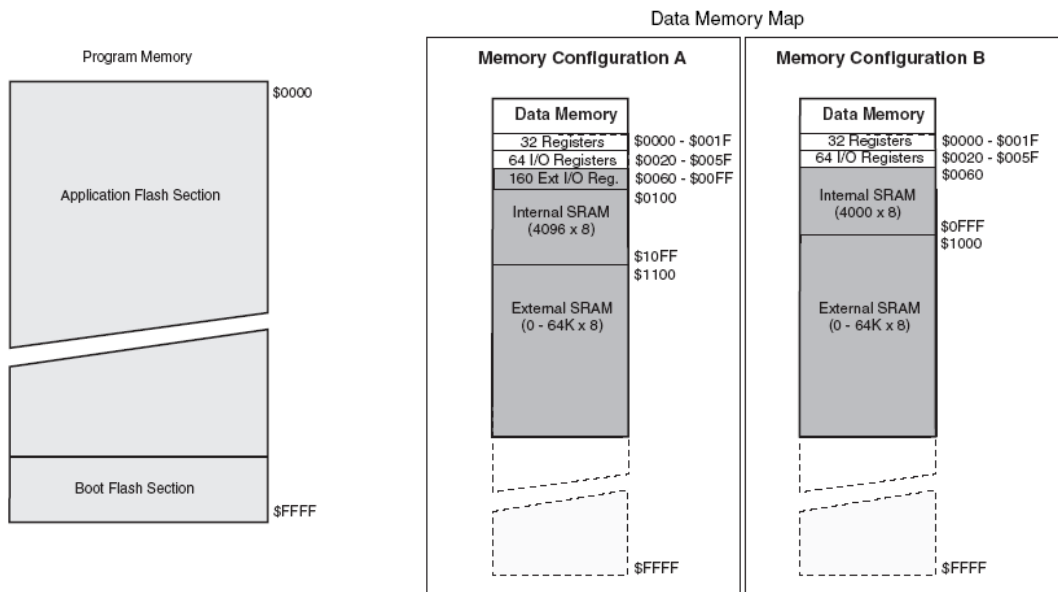 Data Memory Map
Program Memory
$0000
Application Flash Section
Boot Flash Section
$FFFF
Memory Configuration A
Data Memory
32 Registers
$0000 - $001F
64 I/O Registers
$0020 - $005F
160 Ext I/O Reg.
$0060 - $00FF
$0100
Internal SRAM
(4096 x 8)
$10FF
$1100
External SRAM
(0 - 64K x 8)
$FFFF
Memory Configuration B
Data Memory
32 Registers
$0000 - $001F
64 I/O Registers
$0020 - $005F
$0060
Internal SRAM
(4000 x 8)
$0FFF
$1000
External SRAM
(0 - 64K x 8)
$FFFF